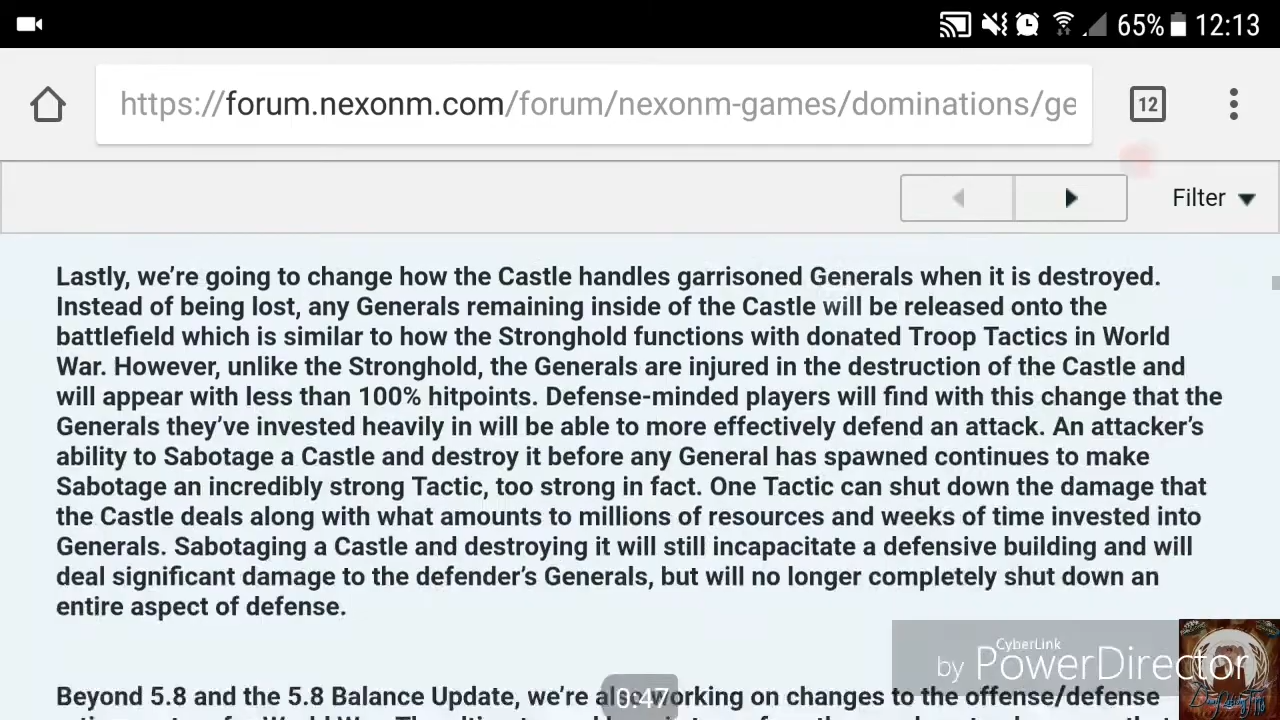 65% 12:13
https://forum.nexonm.com/forum/nexonm-games/dominations/ge
12
Filter
Lastly, we’re going to change how the Castle handles garrisoned Generals when it is destroyed.
Instead of being lost, any Generals remaining inside of the Castle will be released onto the
battlefield which is similar to how the Stronghold functions with donated Troop Tactics in World
War. However, unlike the Stronghold, the Generals are injured in the destruction of the Castle and
will appear with less than 100% hitpoints. Defense-minded players will find with this change that the
Generals they’ve invested heavily in will be able to more effectively defend an attack. An attacker’s
ability to Sabotage a Castle and destroy it before any General has spawned continues to make
Sabotage an incredibly strong Tactic, too strong in fact. One Tactic can shut down the damage that
the Castle deals along with what amounts to millions of resources and weeks of time invested into
Generals. Sabotaging a Castle and destroying it will still incapacitate a defensive building and will
deal significant damage to the defender’s Generals, but will no longer completely shut down an
entire aspect of defense.
CyberLink
by PowerDirector
Beyond 5.8 and the 5.8 Balance Update, we’re also working on changes to the offense/defense
0:47